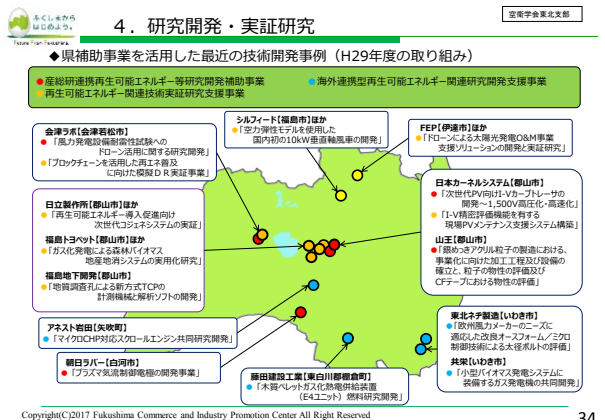 ふくしまから
はじめよう。
Future From Fukushima.
4．研究開発・実証研究
空衛学会東北支部
◆県補助事業を活用した最近の技術開発事例（H29年度の取り組み）
●産総研連携再生可能エネルギー等研究開発補助事業
●海外連携型再生可能エネルギー関連研究開発支援事業
●再生可能エネルギー関連技術実証研究支援事業
会津ラボ【会津若松市】
●「風力発電設備耐雷性試験への
ドローン活用に関する研究開発」
●「ブロックチェーンを活用した再エネ普及
に向けた模擬DR実証事業」
シルフィード【福島市】ほか
●「空力弾性モデルを使用した
国内初の10kW垂直軸風車の開発」
FEP【伊達市】ほか
●「ドローンによる太陽光発電O&M事業
支援ソリューションの開発と実証研究」
日立製作所【郡山市】ほか
●「再生可能エネルギー導入促進向け
次世代コジェネシステムの実証」
福島トヨペット【郡山市】ほか
●「ガス化発電による森林バイオマス
地産地消システムの実用化研究」
福島地下開発【郡山市】
●「地質調査孔による新方式TCPの
計測機械と解析ソフトの開発」
日本カーネルシステム【郡山市】
●「次世代PV向けI-Vカーブトレーサの
開発～1,500V高圧化・高速化」
●「I-V精密評価機能を有する
現場PVメンテナンス支援システム構築」
山王【郡山市】
●「銀めっきアクリル粒子の製造における、
事業化に向けた加工工程及び設備の
確立と、粒子の物性の評価及び
CFテープにおける物性の評価」
アネスト岩田【矢吹町】
●「マイクロCHP対応スクロールエンジン共同研究開発」
朝日ラバー【白河市】
●「プラズマ気流制御電極の開発事業」
藤田建設工業【東白川郡棚倉町】
●「木質ペレットガス化熱電併給装置
（E4ユニット）燃料研究開発」
東北ネヂ製造【いわき市】
●「欧州風力メーカーのニーズに
適応した改良オースフォーム／ミクロ
制御技術による太径ボルトの評価」
共栄【いわき市】
●「小型バイオマス発電システムに
装備するガス発電機の共同開発」
Copyright(C)2017 Fukushima Commerce and Industry Promotion Center All Right Reserved
34